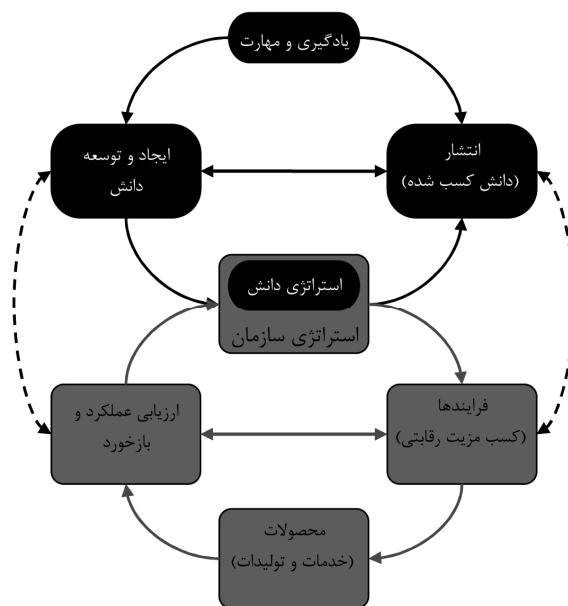 یادگیری و مهارت
انتشار
(دانش کسب شده)
ایجاد و توسعه
دانش
استراتژی دانش
استراتژی سازمان
فرایندها
(کسب مزیت رقابتی)
ارزیابی عملکرد و
بازخورد
محصولات
(خدمات و تولیدات)